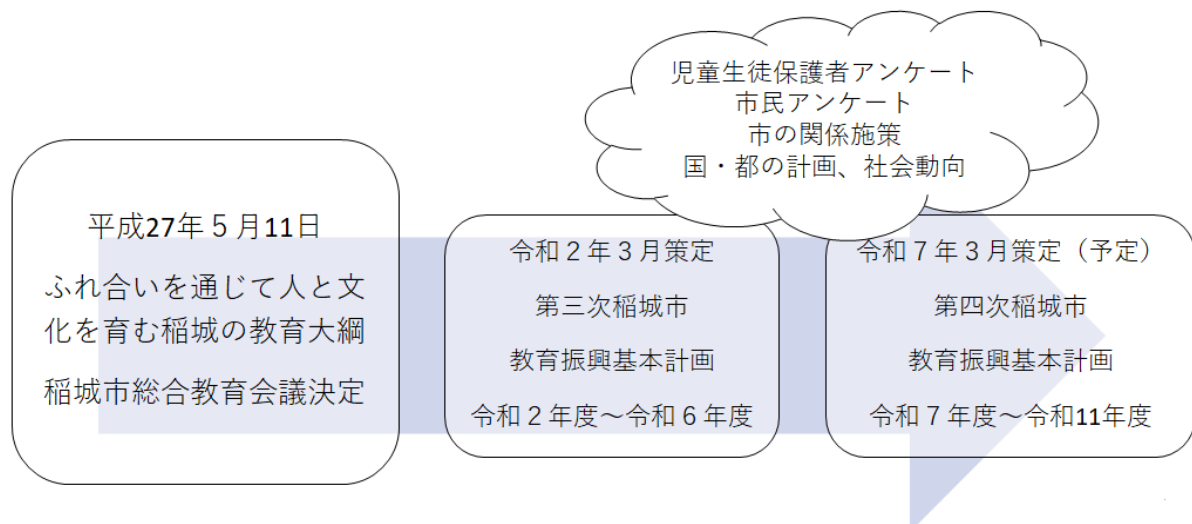 児童生徒保護者アンケート
市民アンケート
市の関係施策
国・都の計画、社会動向
平成27年５月11日
ふれ合いを通じて人と文
化を育む稲城の教育大綱
稲城市総合教育会議決定
令和２年３月策定
第三次稲城市
教育振興基本計画
令和２年度～令和６年度
令和７年３月策定（予定）
第四次稲城市
教育振興基本計画
令和７年度～令和11年度